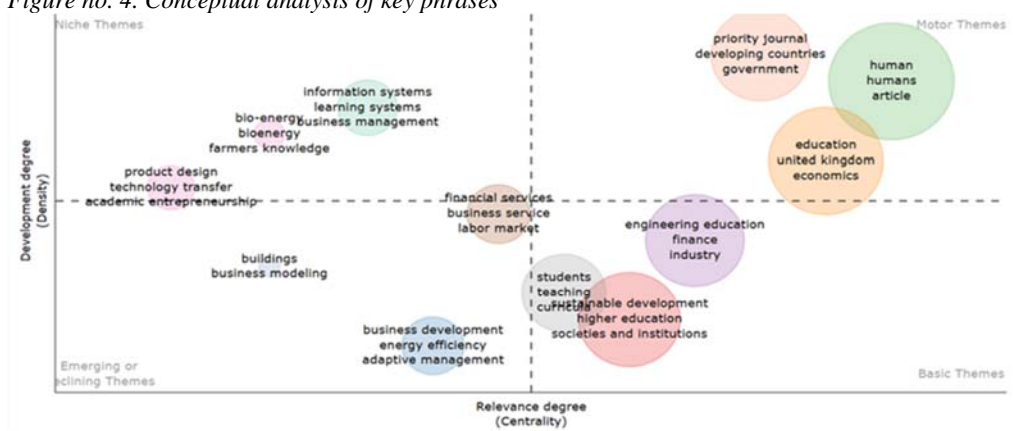 Figure no. 4. Conceptual analysis of key phrases
Niche Themes
Motor Themes
priority journal
developing countries
government
human
humans
article
information systems
learning systems
business management
bio-energy
bioenergy
farmers knowledge
education
united kingdom
economics
product design
technology transfer
academic entrepreneurship
financial services
business service
labor market
engineering education
finance
industry
buildings
business modeling
students
teaching
curricula
sustainable development
higher education
societies and institutions
business development
energy efficiency
adaptive management
Emerging or
eclining Themes
Basic Themes
Development degree
(Density)
Relevance degree
(Centrality)